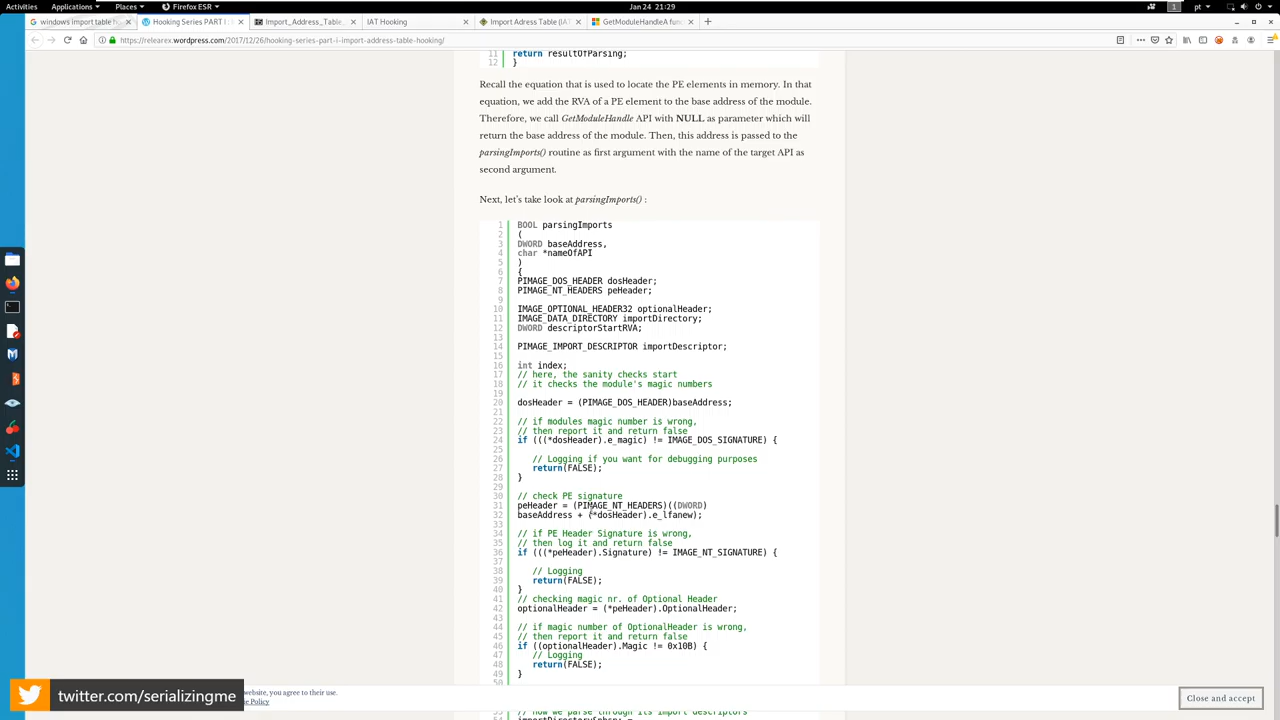 Activities Applications Places Firefox ESR Jan 24 21:29 1 pt
windows import table h Hooking Series PART I : Import_Address_Table_ IAT Hooking Import Adress Table (IAT GetModuleHandleA fun
https://relearex.wordpress.com/2017/12/26/hooking-series-part-i-import-address-table-hooking/
11 return resultOfParsing;
12 }
Recall the equation that is used to locate the PE elements in memory. In that
equation, we add the RVA of a PE element to the base address of the module.
Therefore, we call GetModuleHandle API with NULL as parameter which will
return the base address of the module. Then, this address is passed to the
parsingImports() routine as first argument with the name of the target API as
second argument.
Next, let's take look at parsingImports() :
1 BOOL parsingImports
2 (
3 DWORD baseAddress,
4 char *nameOfAPI
5 )
6 {
7 PIMAGE_DOS_HEADER dosHeader;
8 PIMAGE_NT_HEADERS peHeader;
9
10 IMAGE_OPTIONAL_HEADER32 optionalHeader;
11 IMAGE_DATA_DIRECTORY importDirectory;
12 DWORD descriptorStartRVA;
13
14 PIMAGE_IMPORT_DESCRIPTOR importDescriptor;
15
16 int index;
17 // here, the sanity checks start
18 // it checks the module's magic numbers
19
20 dosHeader = (PIMAGE_DOS_HEADER)baseAddress;
21
22 // if modules magic number is wrong,
23 // then report it and return false
24 if (((*dosHeader).e_magic) != IMAGE_DOS_SIGNATURE) {
25
26 // Logging if you want for debugging purposes
27 return(FALSE);
28 }
29
30 // check PE signature
31 peHeader = (PIMAGE_NT_HEADERS)((DWORD)
32 baseAddress + (*dosHeader).e_lfanew);
33
34 // if PE Header Signature is wrong,
35 // then log it and return false
36 if (((*peHeader).Signature) != IMAGE_NT_SIGNATURE) {
37
38 // Logging
39 return(FALSE);
40 }
41 // checking magic nr. of Optional Header
42 optionalHeader = (*peHeader).OptionalHeader;
43
44 // if magic number of OptionalHeader is wrong,
45 // then report it and return false
46 if ((optionalHeader).Magic != 0x10B) {
47 // Logging
48 return(FALSE);
49 }
50
website, you agree to their use.
Policy
Close and accept
twitter.com/serializingme
53 // now we parse through its import descriptors